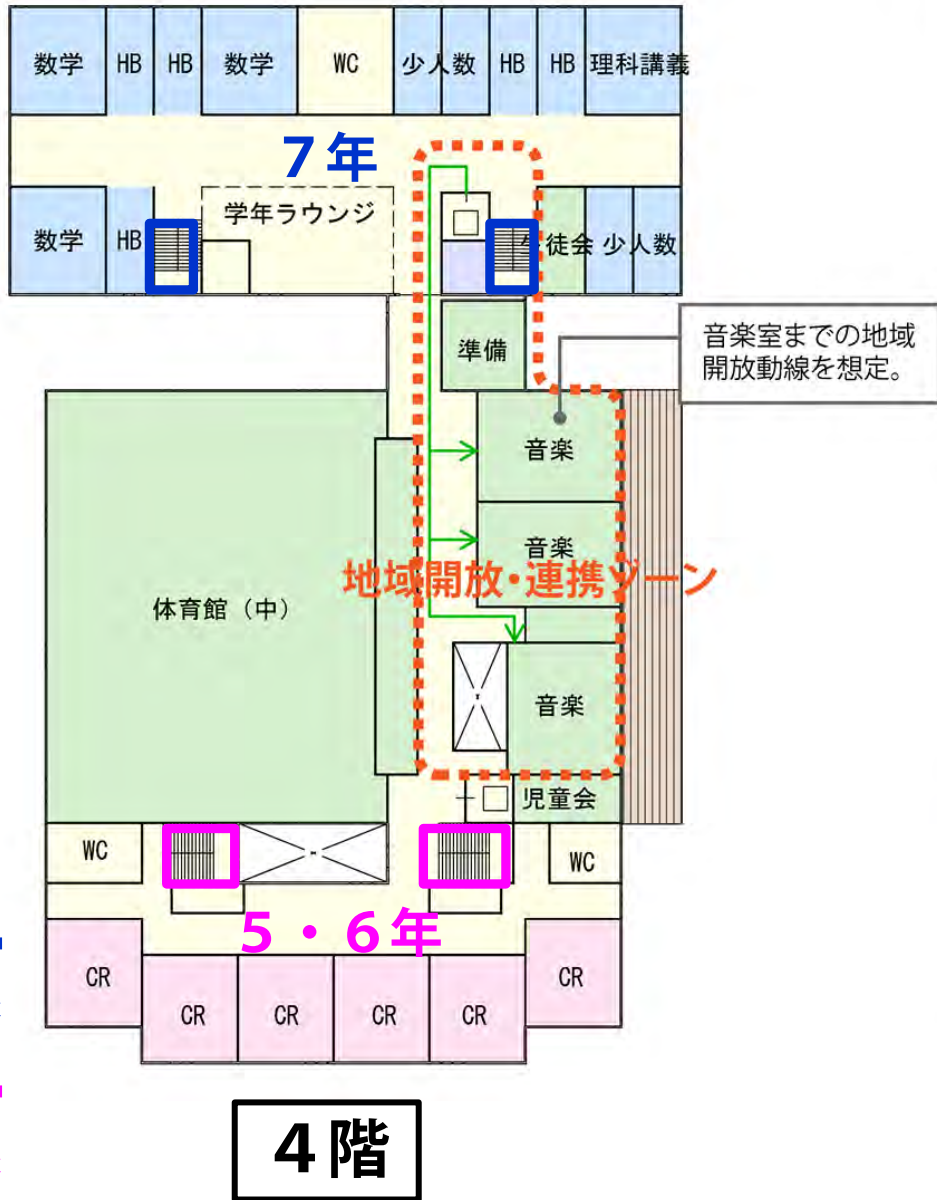 数学
HB
HB
数学
WC
少人数
HB
HB
理科講義
7年
数学
HB
学年ラウンジ
生徒会
少人数
準備
音楽室までの地域
開放動線を想定。
音楽
音楽
地域開放・連携ゾーン
体育館（中）
音楽
児童会
WC
WC
5・6年
CR
CR
CR
CR
CR
CR
4階